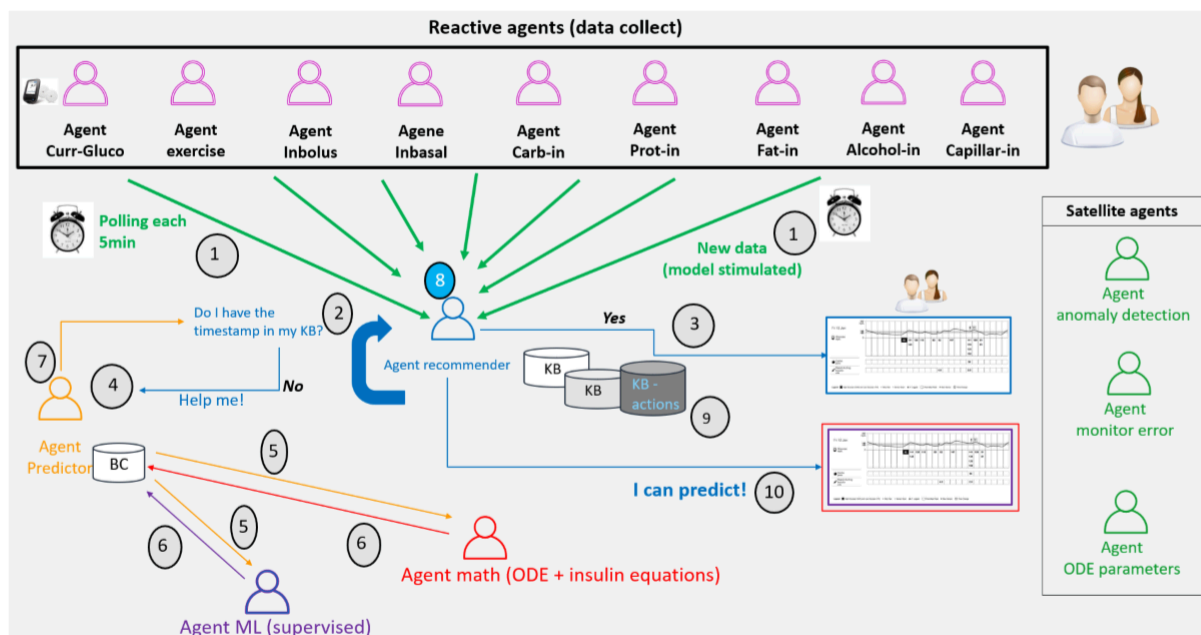 Reactive agents (data collect)
Agent
Curr-Gluco
Agent
exercise
Agent
Inbolus
Agene
Inbasal
Agent
Carb-in
Agent
Prot-in
Agent
Fat-in
Agent
Alcohol-in
Agent
Capillar-in
Polling each
5min
1
New data
(model stimulated)
1
Satellite agents
Agent
anomaly detection
Agent
monitor error
Agent
ODE parameters
8
Do I have the
timestamp in my KB?
2
Agent recommender
Yes
3
KB
KB
KB -
actions
9
7
4
No
Help me!
Agent
Predictor
BC
5
5
6
6
I can predict!
10
Agent math (ODE + insulin equations)
Agent ML (supervised)